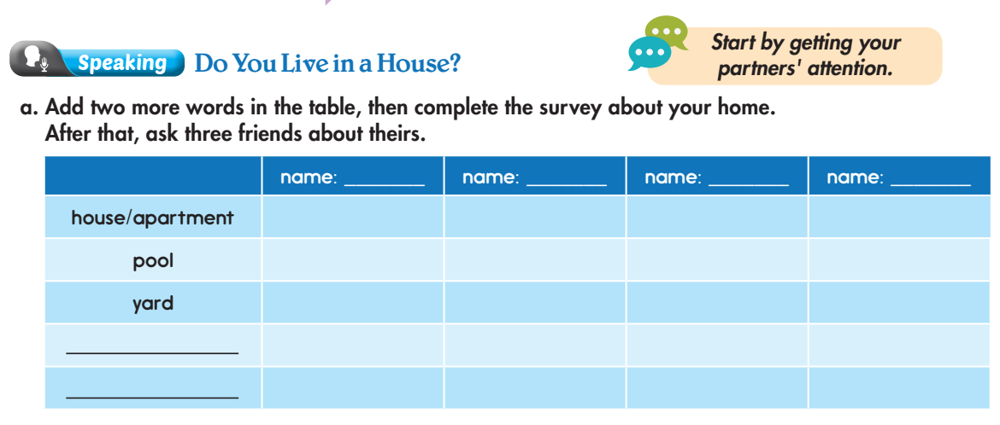 Speaking Do You Live in a House?
Start by getting your
partners' attention.
a. Add two more words in the table, then complete the survey about your home.
After that, ask three friends about theirs.
name: ________ name: ________ name: ________ name: ________
house/apartment
pool
yard